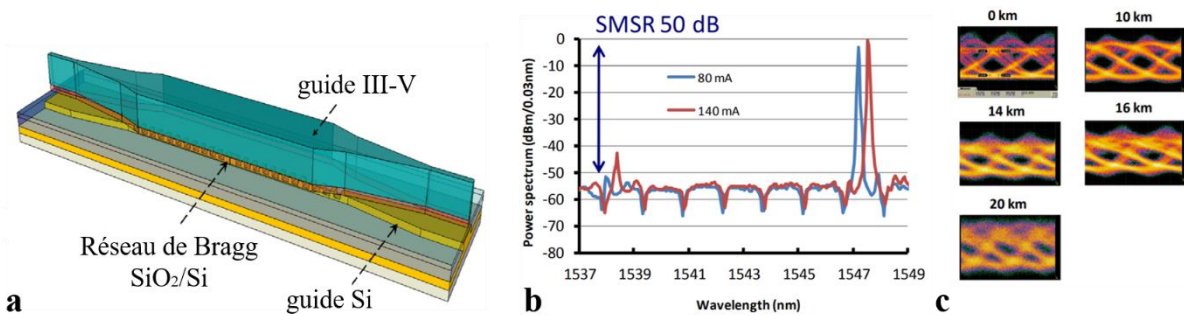 guide III-V
Réseau de Bragg
SiO₂/Si
guide Si
a
SMSR 50 dB
Power spectrum (dBm/0.03nm)
0
-10
-20
-30
-40
-50
-60
-70
-80
80 mA
140 mA
1537 1539 1541 1543 1545 1547 1549
Wavelength (nm)
b
c
0 km
10 km
14 km
16 km
20 km